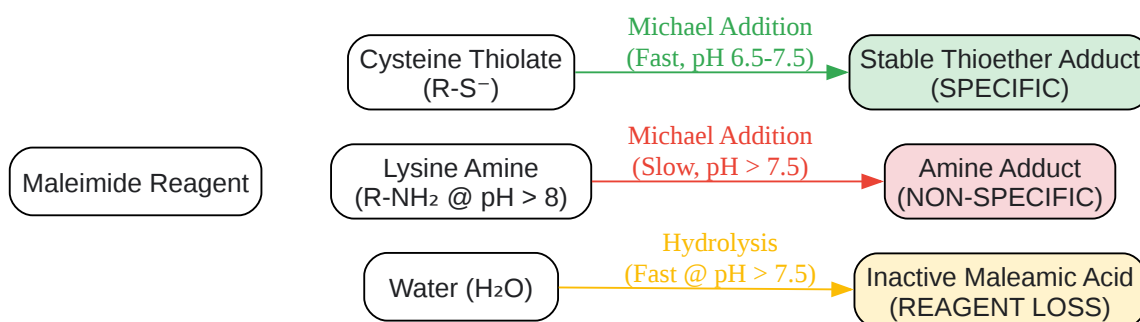 Maleimide Reagent
Cysteine Thiolate
(R-S⁻)
Michael Addition
(Fast, pH 6.5-7.5)
Stable Thioether Adduct
(SPECIFIC)
Lysine Amine
(R-NH₂ @ pH > 8)
Michael Addition
(Slow, pH > 7.5)
Amine Adduct
(NON-SPECIFIC)
Water (H₂O)
Hydrolysis
(Fast @ pH > 7.5)
Inactive Maleamic Acid
(REAGENT LOSS)